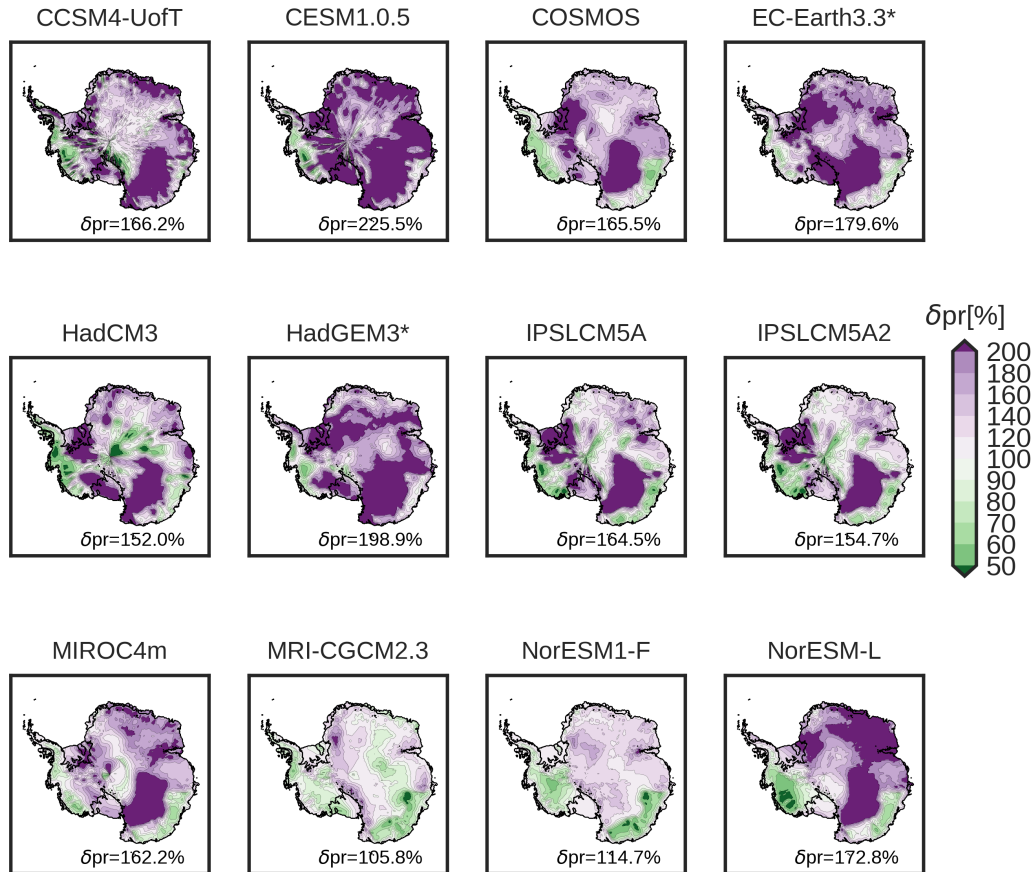 CCSM4-UofT CESM1.0.5 COSMOS EC-Earth3.3*
δpr=166.2% δpr=225.5% δpr=165.5% δpr=179.6%
δpr[%]
HadCM3 HadGEM3* IPSLCM5A IPSLCM5A2
200
180
160
140
120
100
90
80
70
60
50
δpr=152.0% δpr=198.9% δpr=164.5% δpr=154.7%
MIROC4m MRI-CGCM2.3 NorESM1-F NorESM-L
δpr=162.2% δpr=105.8% δpr=114.7% δpr=172.8%